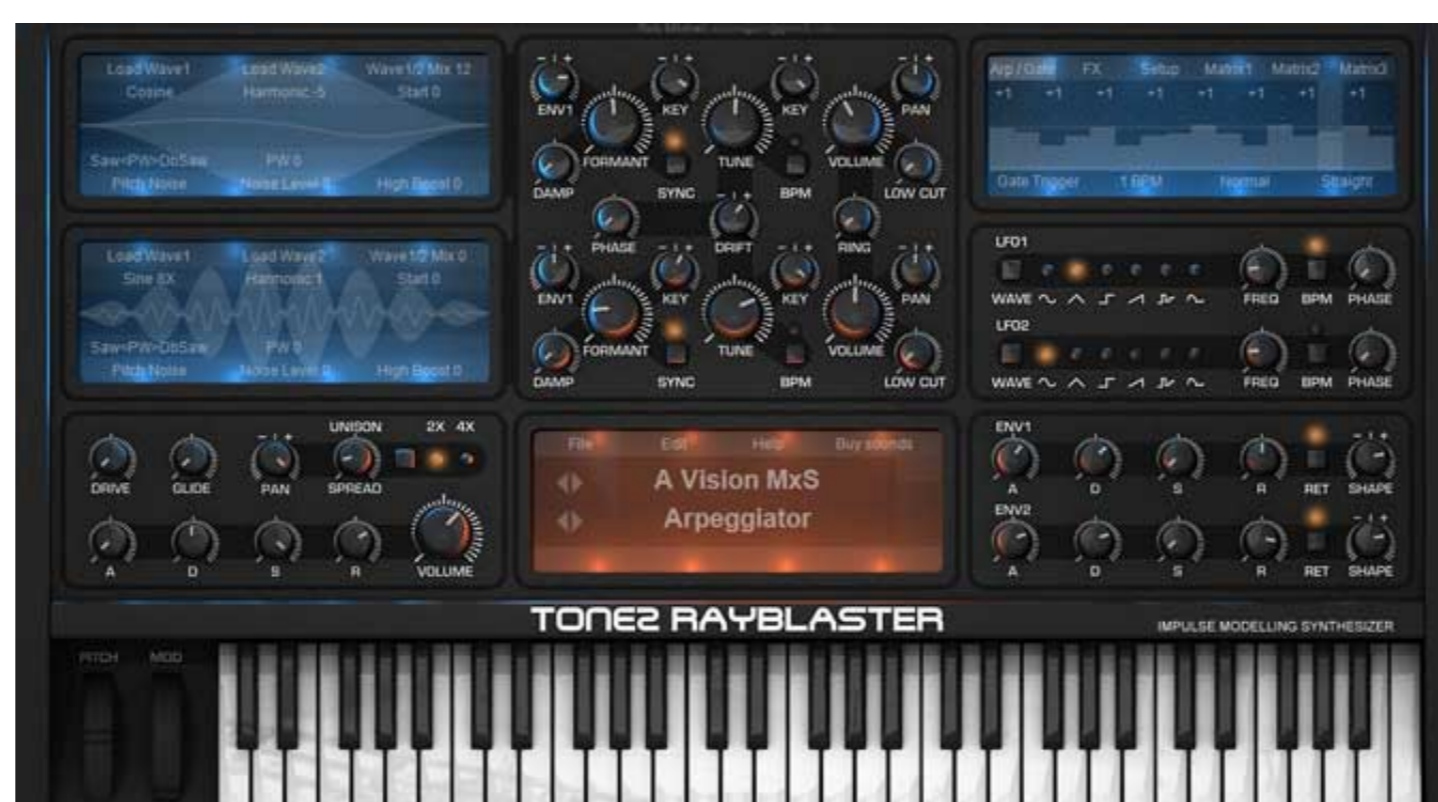 Load Wave1 Load Wave2 Wave1/2 Mix 12
Cosine Harmonic -5 Start 0
Saw<PW>DbSaw PW 0
Pitch Noise Noise Level 0 High Boost 0
Load Wave1 Load Wave2 Wave1/2 Mix 0
Sine 8X Harmonic 1 Start 0
Saw<PW>DbSaw PW 0
Pitch Noise Noise Level 0 High Boost 0
- I + - I + - I + - I +
ENV1 KEY KEY PAN
FORMANT TUNE VOLUME
DAMP SYNC BPM LOW CUT
- I +
PHASE DRIFT RING
- I + - I + - I + - I +
ENV1 KEY KEY PAN
FORMANT TUNE VOLUME
DAMP SYNC BPM LOW CUT
Arp / Gate FX Setup Matrix1 Matrix2 Matrix3
+1 +1 +1 +1 +1 +1 +1 +1
Gate Trigger 1 BPM Normal Straight
LFO1
WAVE FREQ BPM PHASE
LFO2
WAVE FREQ BPM PHASE
UNISON 2X 4X
- I +
DRIVE GLIDE PAN SPREAD
A D S R VOLUME
File Edit Help Buy sounds
A Vision MxS
Arpeggiator
ENV1
- I +
A D S R RET SHAPE
ENV2
- I +
A D S R RET SHAPE
TONE2 RAYBLASTER
IMPULSE MODELLING SYNTHESIZER
PITCH MOD